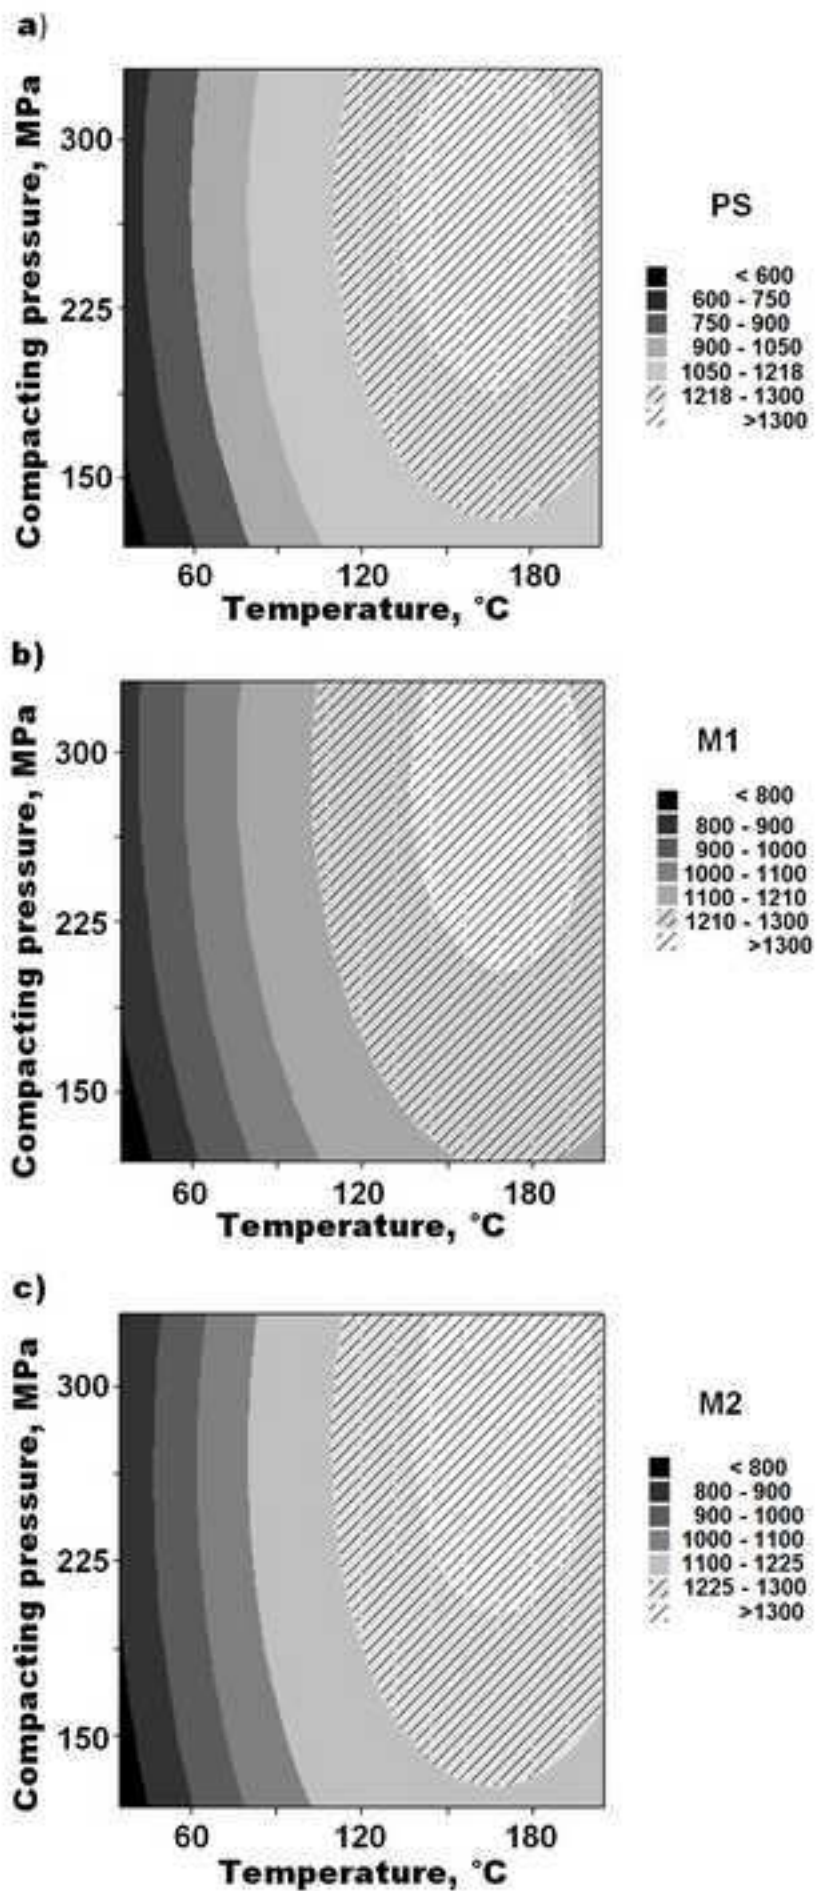 a)
Compacting pressure, MPa
300
225
150
60 120 180
Temperature, °C
PS
< 600
600 - 750
750 - 900
900 - 1050
1050 - 1218
1218 - 1300
>1300
b)
Compacting pressure, MPa
300
225
150
60 120 180
Temperature, °C
M1
< 800
800 - 900
900 - 1000
1000 - 1100
1100 - 1210
1210 - 1300
>1300
c)
Compacting pressure, MPa
300
225
150
60 120 180
Temperature, °C
M2
< 800
800 - 900
900 - 1000
1000 - 1100
1100 - 1225
1225 - 1300
>1300